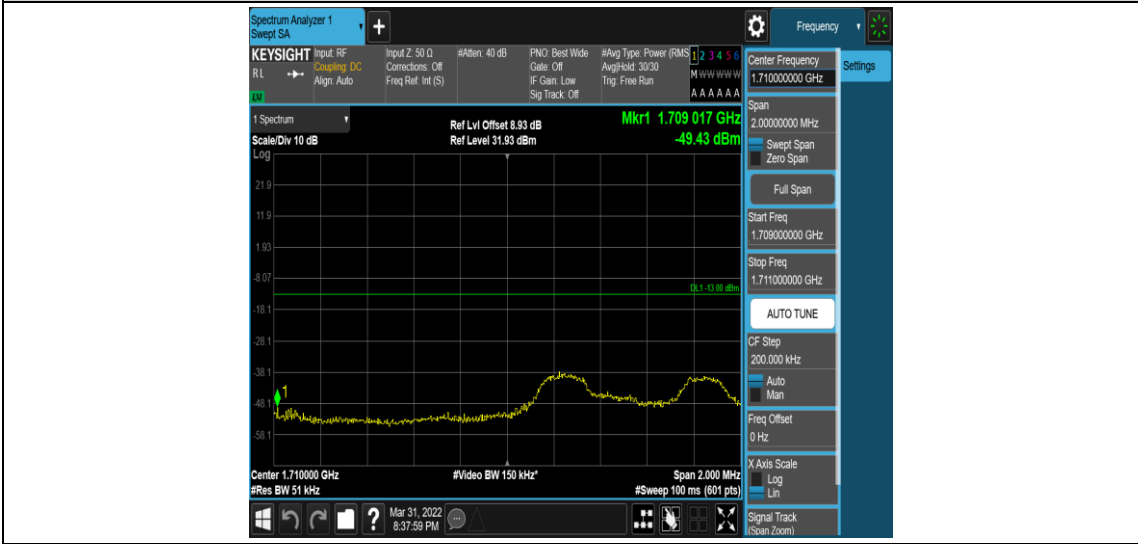 Spectrum Analyzer 1
Swept SA
+
Frequency
KEYSIGHT
RL
Input: RF
Coupling: DC
Align: Auto
Input Z: 50 Ω
Corrections: Off
Freq Ref: Int (S)
#Atten: 40 dB
PNO: Best Wide
Gate: Off
IF Gain: Low
Sig Track: Off
#Avg Type: Power (RMS
Avg|Hold: 30/30
Trig: Free Run
1 2 3 4 5 6
M W W W W W
A A A A A A
1 Spectrum
Scale/Div 10 dB
Log
Ref Lvl Offset 8.93 dB
Ref Level 31.93 dBm
Mkr1 1.709 017 GHz
-49.43 dBm
21.9
11.9
1.93
-8.07
DL1 -13.00 dBm
-18.1
-28.1
-38.1
1
-48.1
-58.1
Center 1.710000 GHz
#Res BW 51 kHz
#Video BW 150 kHz*
Span 2.000 MHz
#Sweep 100 ms (601 pts)
?
Mar 31, 2022
8:37:59 PM
Center Frequency
1.710000000 GHz
Settings
Span
2.00000000 MHz
Swept Span
Zero Span
Full Span
Start Freq
1.709000000 GHz
Stop Freq
1.711000000 GHz
AUTO TUNE
CF Step
200.000 kHz
Auto
Man
Freq Offset
0 Hz
X Axis Scale
Log
Lin
Signal Track
(Span Zoom)